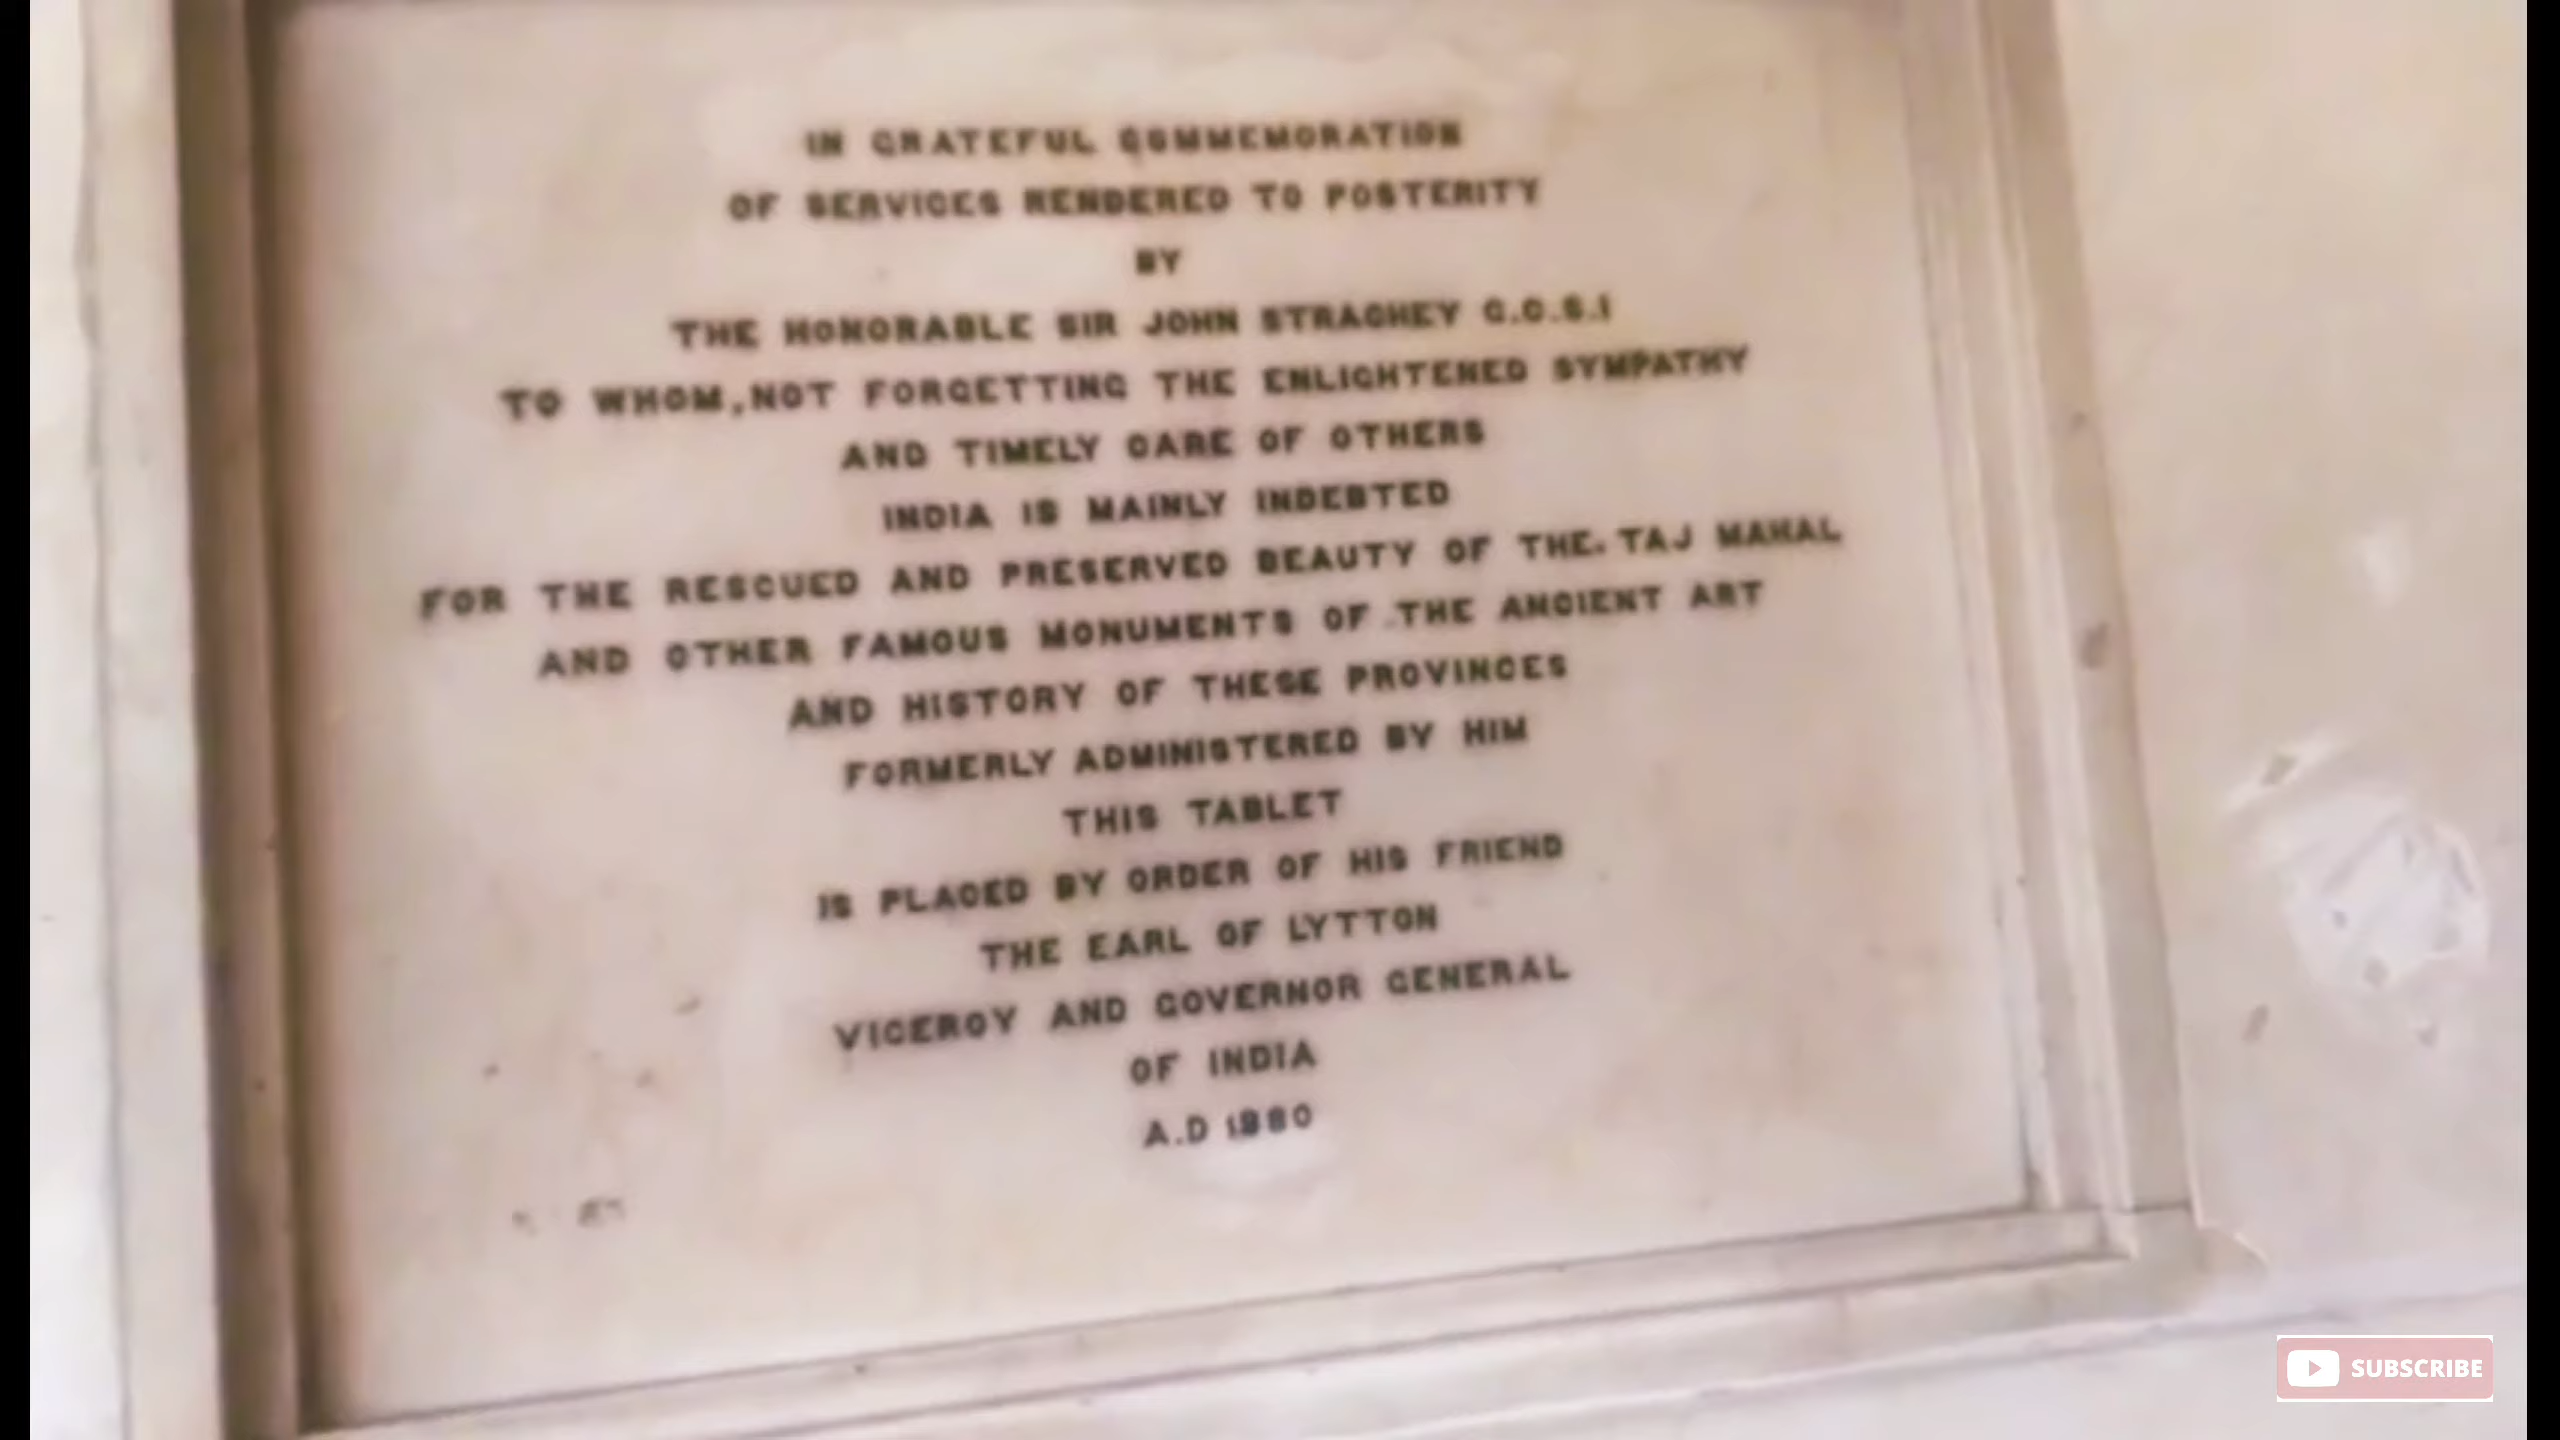 IN GRATEFUL COMMEMORATION
OF SERVICES RENDERED TO POSTERITY
BY
THE HONORABLE SIR JOHN STRACHEY G.C.S.I
TO WHOM, NOT FORGETTING THE ENLIGHTENED SYMPATHY
AND TIMELY CARE OF OTHERS
INDIA IS MAINLY INDEBTED
FOR THE RESCUED AND PRESERVED BEAUTY OF THE. TAJ MAHAL
AND OTHER FAMOUS MONUMENTS OF THE ANCIENT ART
AND HISTORY OF THESE PROVINCES
FORMERLY ADMINISTERED BY HIM
THIS TABLET
IS PLACED BY ORDER OF HIS FRIEND
THE EARL OF LYTTON
VICEROY AND GOVERNOR GENERAL
OF INDIA
A.D 1880
SUBSCRIBE